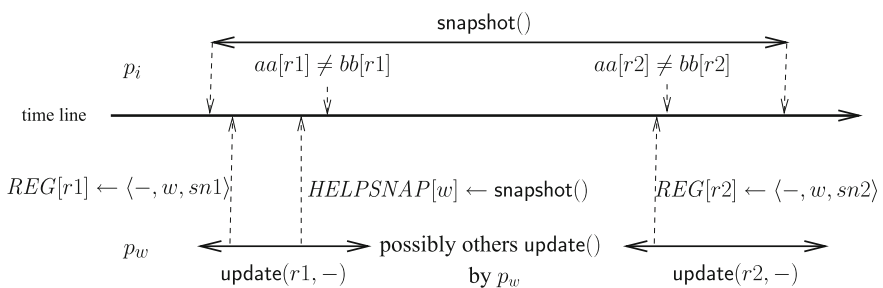 snapshot()
aa[r1] ≠ bb[r1]
aa[r2] ≠ bb[r2]
p_i
time line
REG[r1] ← ⟨−, w, sn1⟩
HELPSNAP[w] ← snapshot()
REG[r2] ← ⟨−, w, sn2⟩
p_w
possibly others update()
by p_w
update(r1, −)
update(r2, −)